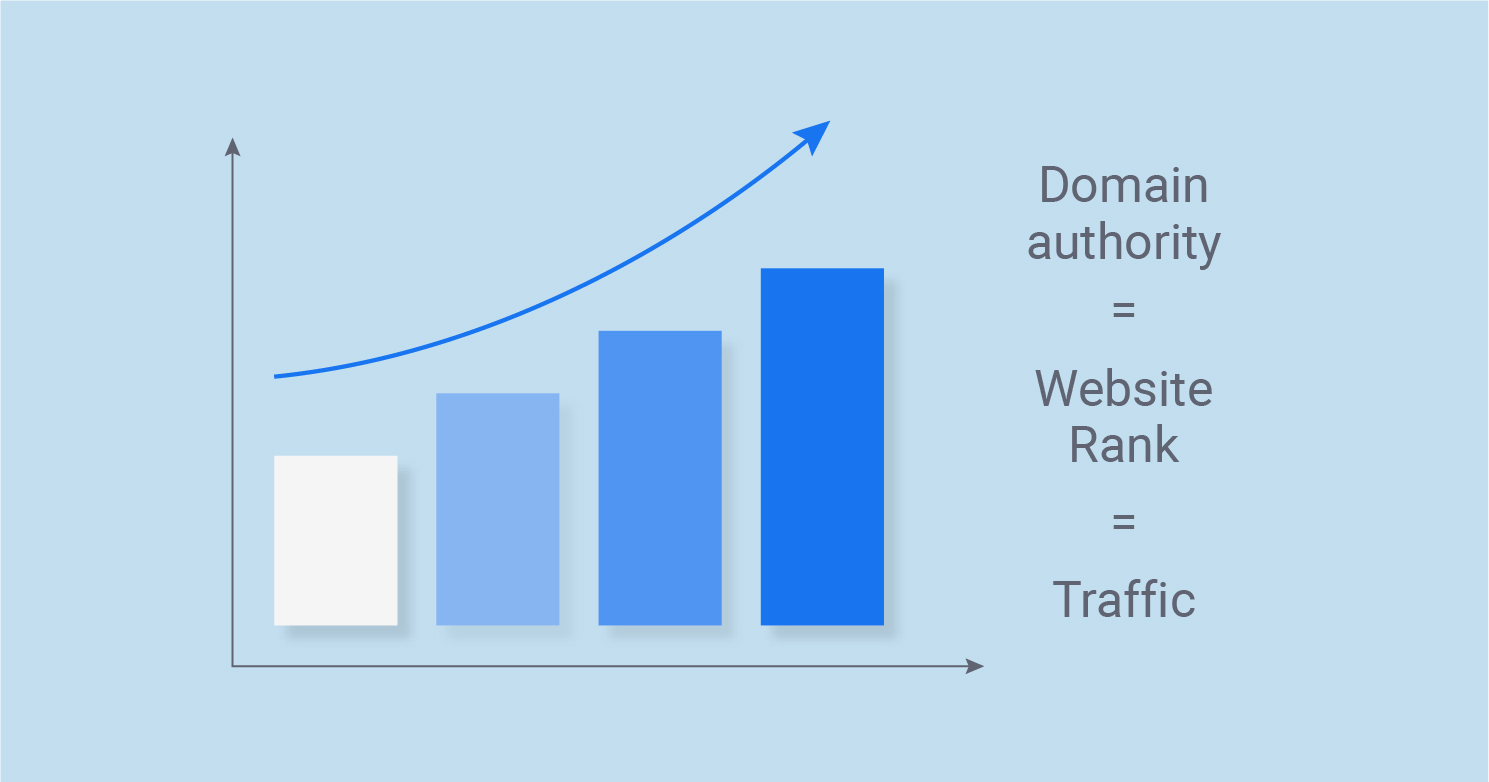 Domain
authority
=
Website
Rank
=
Traffic